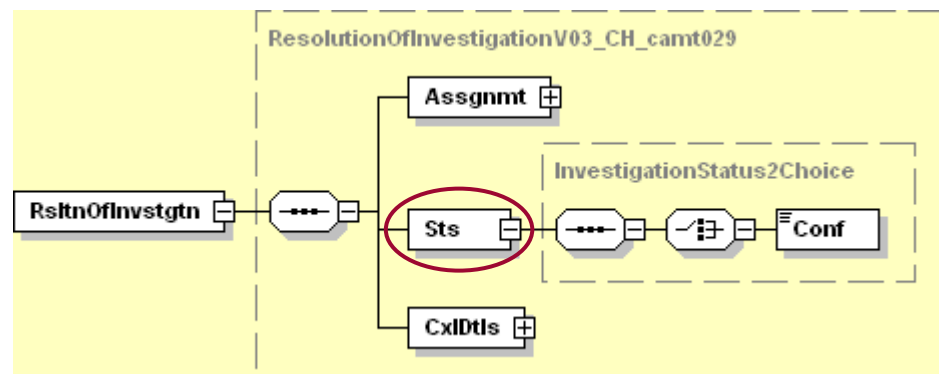 ResolutionOfInvestigationV03_CH_camt029
Assgnmt
InvestigationStatus2Choice
RsltnOfInvstgtn
Sts
Conf
CxlDtls